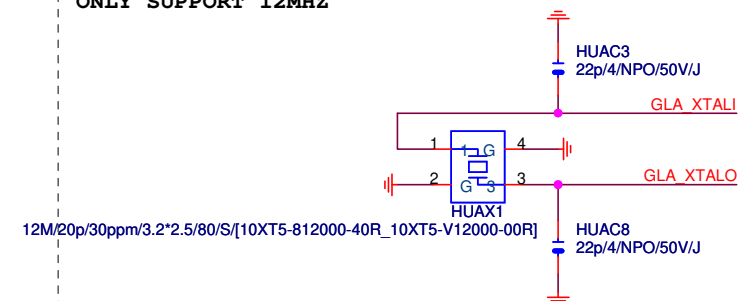 ONLY SUPPORT 12MHZ
HUAC3
22p/4/NPO/50V/J
GLA_XTALI
1 1 G 4
GLA_XTALO
2 G 3 3
HUAX1
12M/20p/30ppm/3.2*2.5/80/S/[10XT5-812000-40R_10XT5-V12000-00R]
HUAC8
22p/4/NPO/50V/J